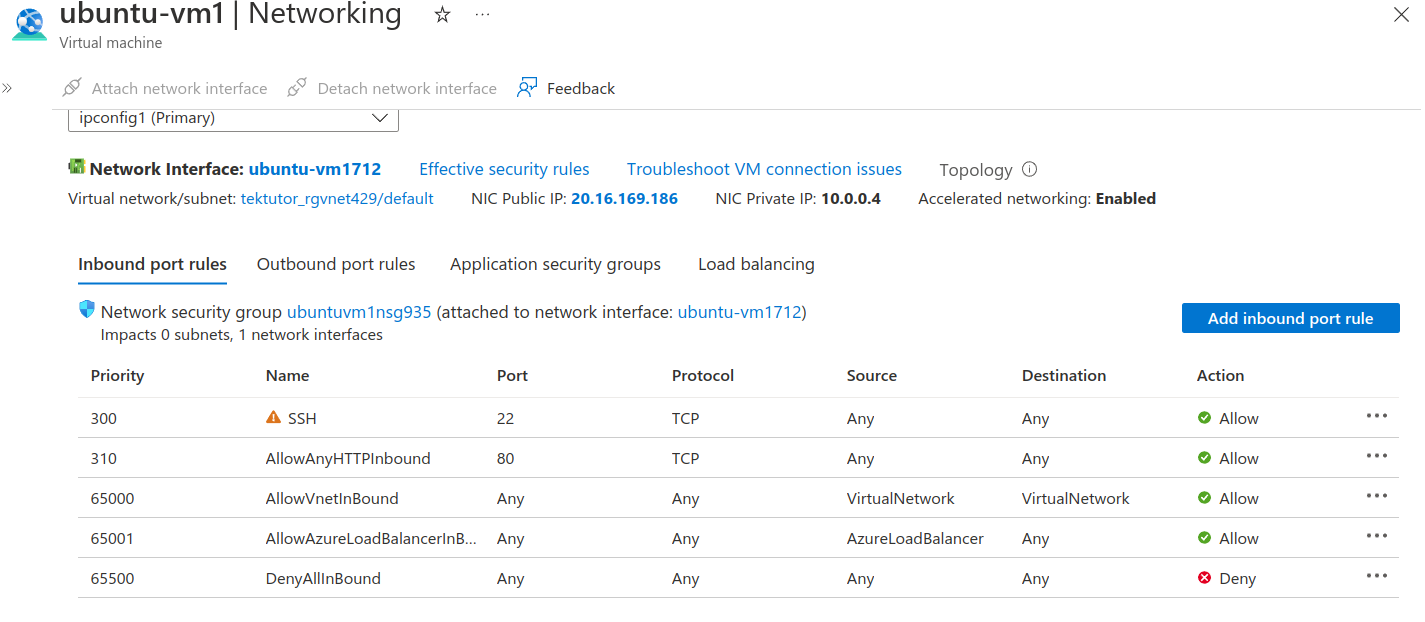 ubuntu-vm1 | Networking ☆ ...
Virtual machine
» Attach network interface Detach network interface Feedback
ipconfig1 (Primary)
Network Interface: ubuntu-vm1712 Effective security rules Troubleshoot VM connection issues Topology
Virtual network/subnet: tektutor_rgvnet429/default NIC Public IP: 20.16.169.186 NIC Private IP: 10.0.0.4 Accelerated networking: Enabled
Inbound port rules Outbound port rules Application security groups Load balancing
Network security group ubuntuvm1nsg935 (attached to network interface: ubuntu-vm1712)
Impacts 0 subnets, 1 network interfaces
Add inbound port rule
Priority Name Port Protocol Source Destination Action
300 SSH 22 TCP Any Any Allow ...
310 AllowAnyHTTPInbound 80 TCP Any Any Allow ...
65000 AllowVnetInBound Any Any VirtualNetwork VirtualNetwork Allow ...
65001 AllowAzureLoadBalancerInB... Any Any AzureLoadBalancer Any Allow ...
65500 DenyAllInBound Any Any Any Any Deny ...